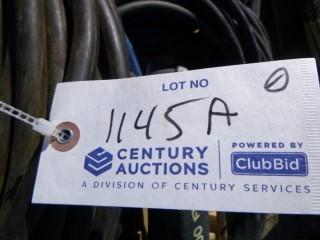 LOT NO
0
1145A
CENTURY AUCTIONS
POWERED BY
ClubBid
A DIVISION OF CENTURY SERVICES